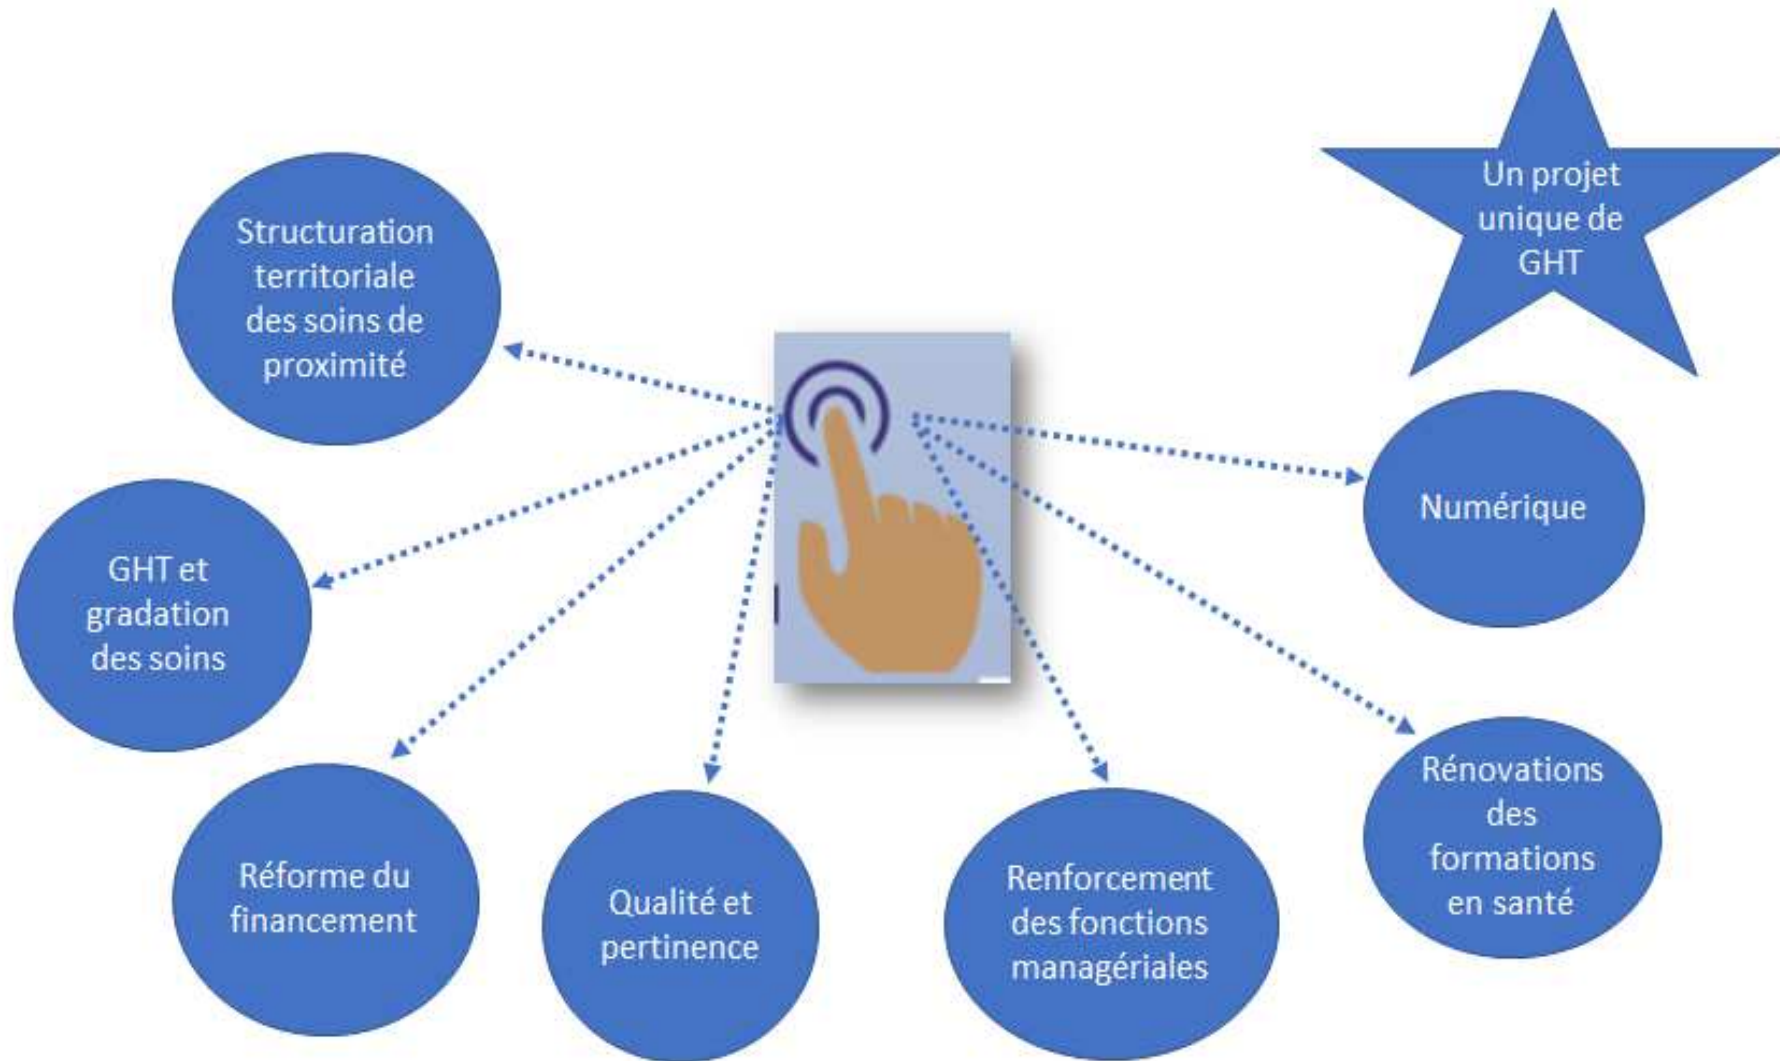 Un projet
unique de
GHT
Structuration
territoriale
des soins de
proximité
Numérique
GHT et
gradation
des soins
Rénovations
des
formations
en santé
Réforme du
financement
Qualité et
pertinence
Renforcement
des fonctions
managériales